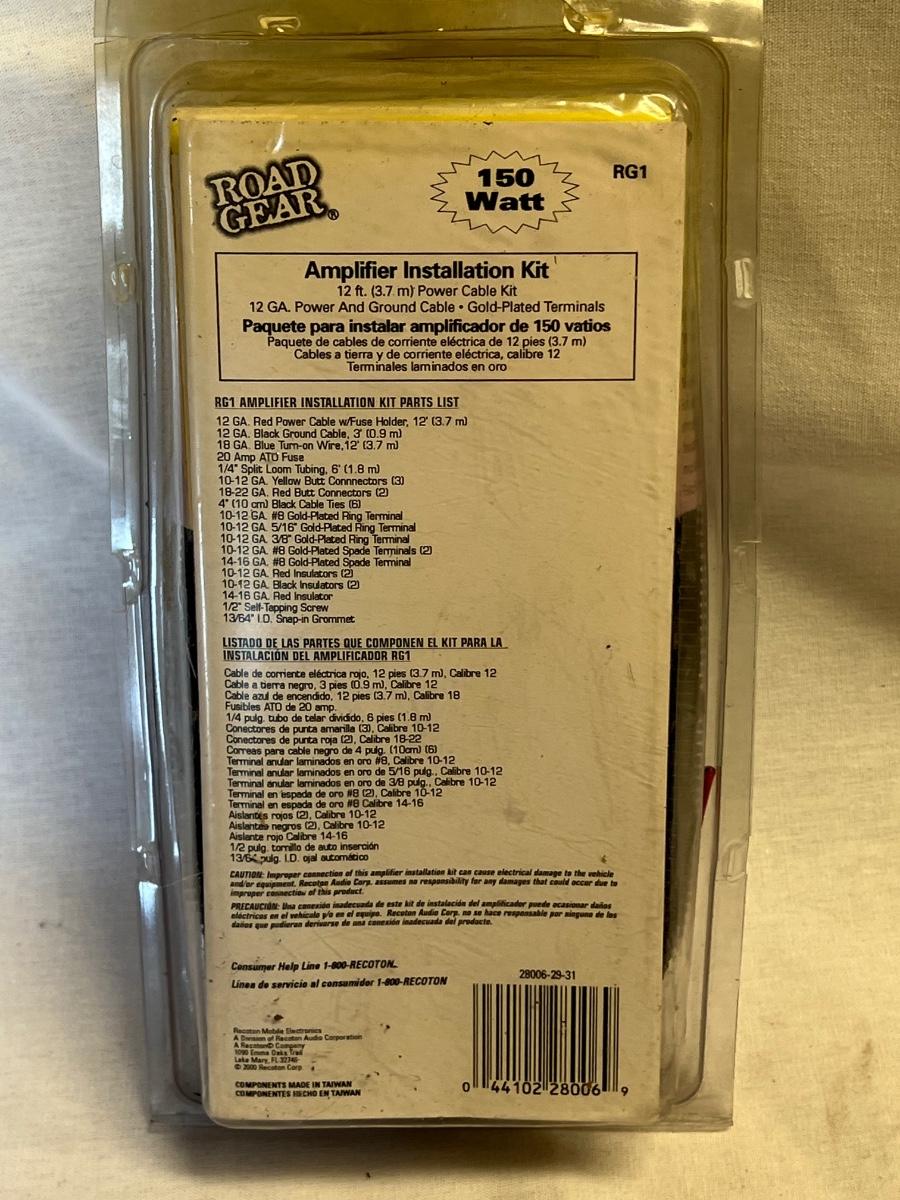 ROAD GEAR®
150 Watt
RG1
Amplifier Installation Kit
12 ft. (3.7 m) Power Cable Kit
12 GA. Power And Ground Cable • Gold-Plated Terminals
Paquete para instalar amplificador de 150 vatios
Paquete de cables de corriente eléctrica de 12 pies (3.7 m)
Cables a tierra y de corriente eléctrica, calibre 12
Terminales laminados en oro
RG1 AMPLIFIER INSTALLATION KIT PARTS LIST
12 GA. Red Power Cable w/Fuse Holder, 12' (3.7 m)
12 GA. Black Ground Cable, 3' (0.9 m)
18 GA. Blue Turn-on Wire,12' (3.7 m)
20 Amp ATO Fuse
1/4" Split Loom Tubing, 6' (1.8 m)
10-12 GA. Yellow Butt Connnectors (3)
18-22 GA. Red Butt Connectors (2)
4" (10 cm) Black Cable Ties (6)
10-12 GA. #8 Gold-Plated Ring Terminal
10-12 GA. 5/16" Gold-Plated Ring Terminal
10-12 GA. 3/8" Gold-Plated Ring Terminal
10-12 GA. #8 Gold-Plated Spade Terminals (2)
14-16 GA. #8 Gold-Plated Spade Terminal
10-12 GA. Red Insulators (2)
10-12 GA. Black Insulators (2)
14-16 GA. Red Insulator
1/2" Self-Tapping Screw
13/64" I.D. Snap-in Grommet
LISTADO DE LAS PARTES QUE COMPONEN EL KIT PARA LA
INSTALACIÓN DEL AMPLIFICADOR RG1
Cable de corriente eléctrica rojo, 12 pies (3.7 m), Calibre 12
Cable a tierra negro, 3 pies (0.9 m), Calibre 12
Cable azul de encendido, 12 pies (3.7 m), Calibre 18
Fusibles ATO de 20 amp.
1/4 pulg. tubo de telar dividido, 6 pies (1.8 m)
Conectores de punta amarilla (3), Calibre 10-12
Conectores de punta roja (2), Calibre 18-22
Correas para cable negro de 4 pulg. (10cm) (6)
Terminal anular laminados en oro #8, Calibre 10-12
Terminal anular laminados en oro de 5/16 pulg., Calibre 10-12
Terminal anular laminados en oro de 3/8 pulg., Calibre 10-12
Terminal en espada de oro #8 (2), Calibre 10-12
Terminal en espada de oro #8 Calibre 14-16
Aislantes rojos (2), Calibre 10-12
Aislantes negros (2), Calibre 10-12
Aislante rojo Calibre 14-16
1/2 pulg. tornillo de auto inserción
13/64 pulg. I.D. ojal automático
CAUTION: Improper connection of this amplifier installation kit can cause electrical damage to the vehicle
and/or equipment. Recoton Audio Corp. assumes no responsibility for any damages that could occur due to
improper connection of this product.
PRECAUCIÓN: Una conexión inadecuada de este kit de instalación del amplificador puede ocasionar daños
eléctricos en el vehículo y/o en el equipo. Recoton Audio Corp. no se hace responsable por ninguno de los
daños que pudieran derivarse de una conexión inadecuada del producto.
Consumer Help Line 1-800-RECOTON
Línea de servicio al consumidor 1-800-RECOTON
28006-29-31
Recoton Mobile Electronics
A Division of Recoton Audio Corporation
A Recoton© Company
1090 Emma Oaks Trail
Lake Mary, FL 32746
© 2000 Recoton Corp.
COMPONENTS MADE IN TAIWAN
COMPONENTES HECHO EN TAIWAN
0 44102 28006 9